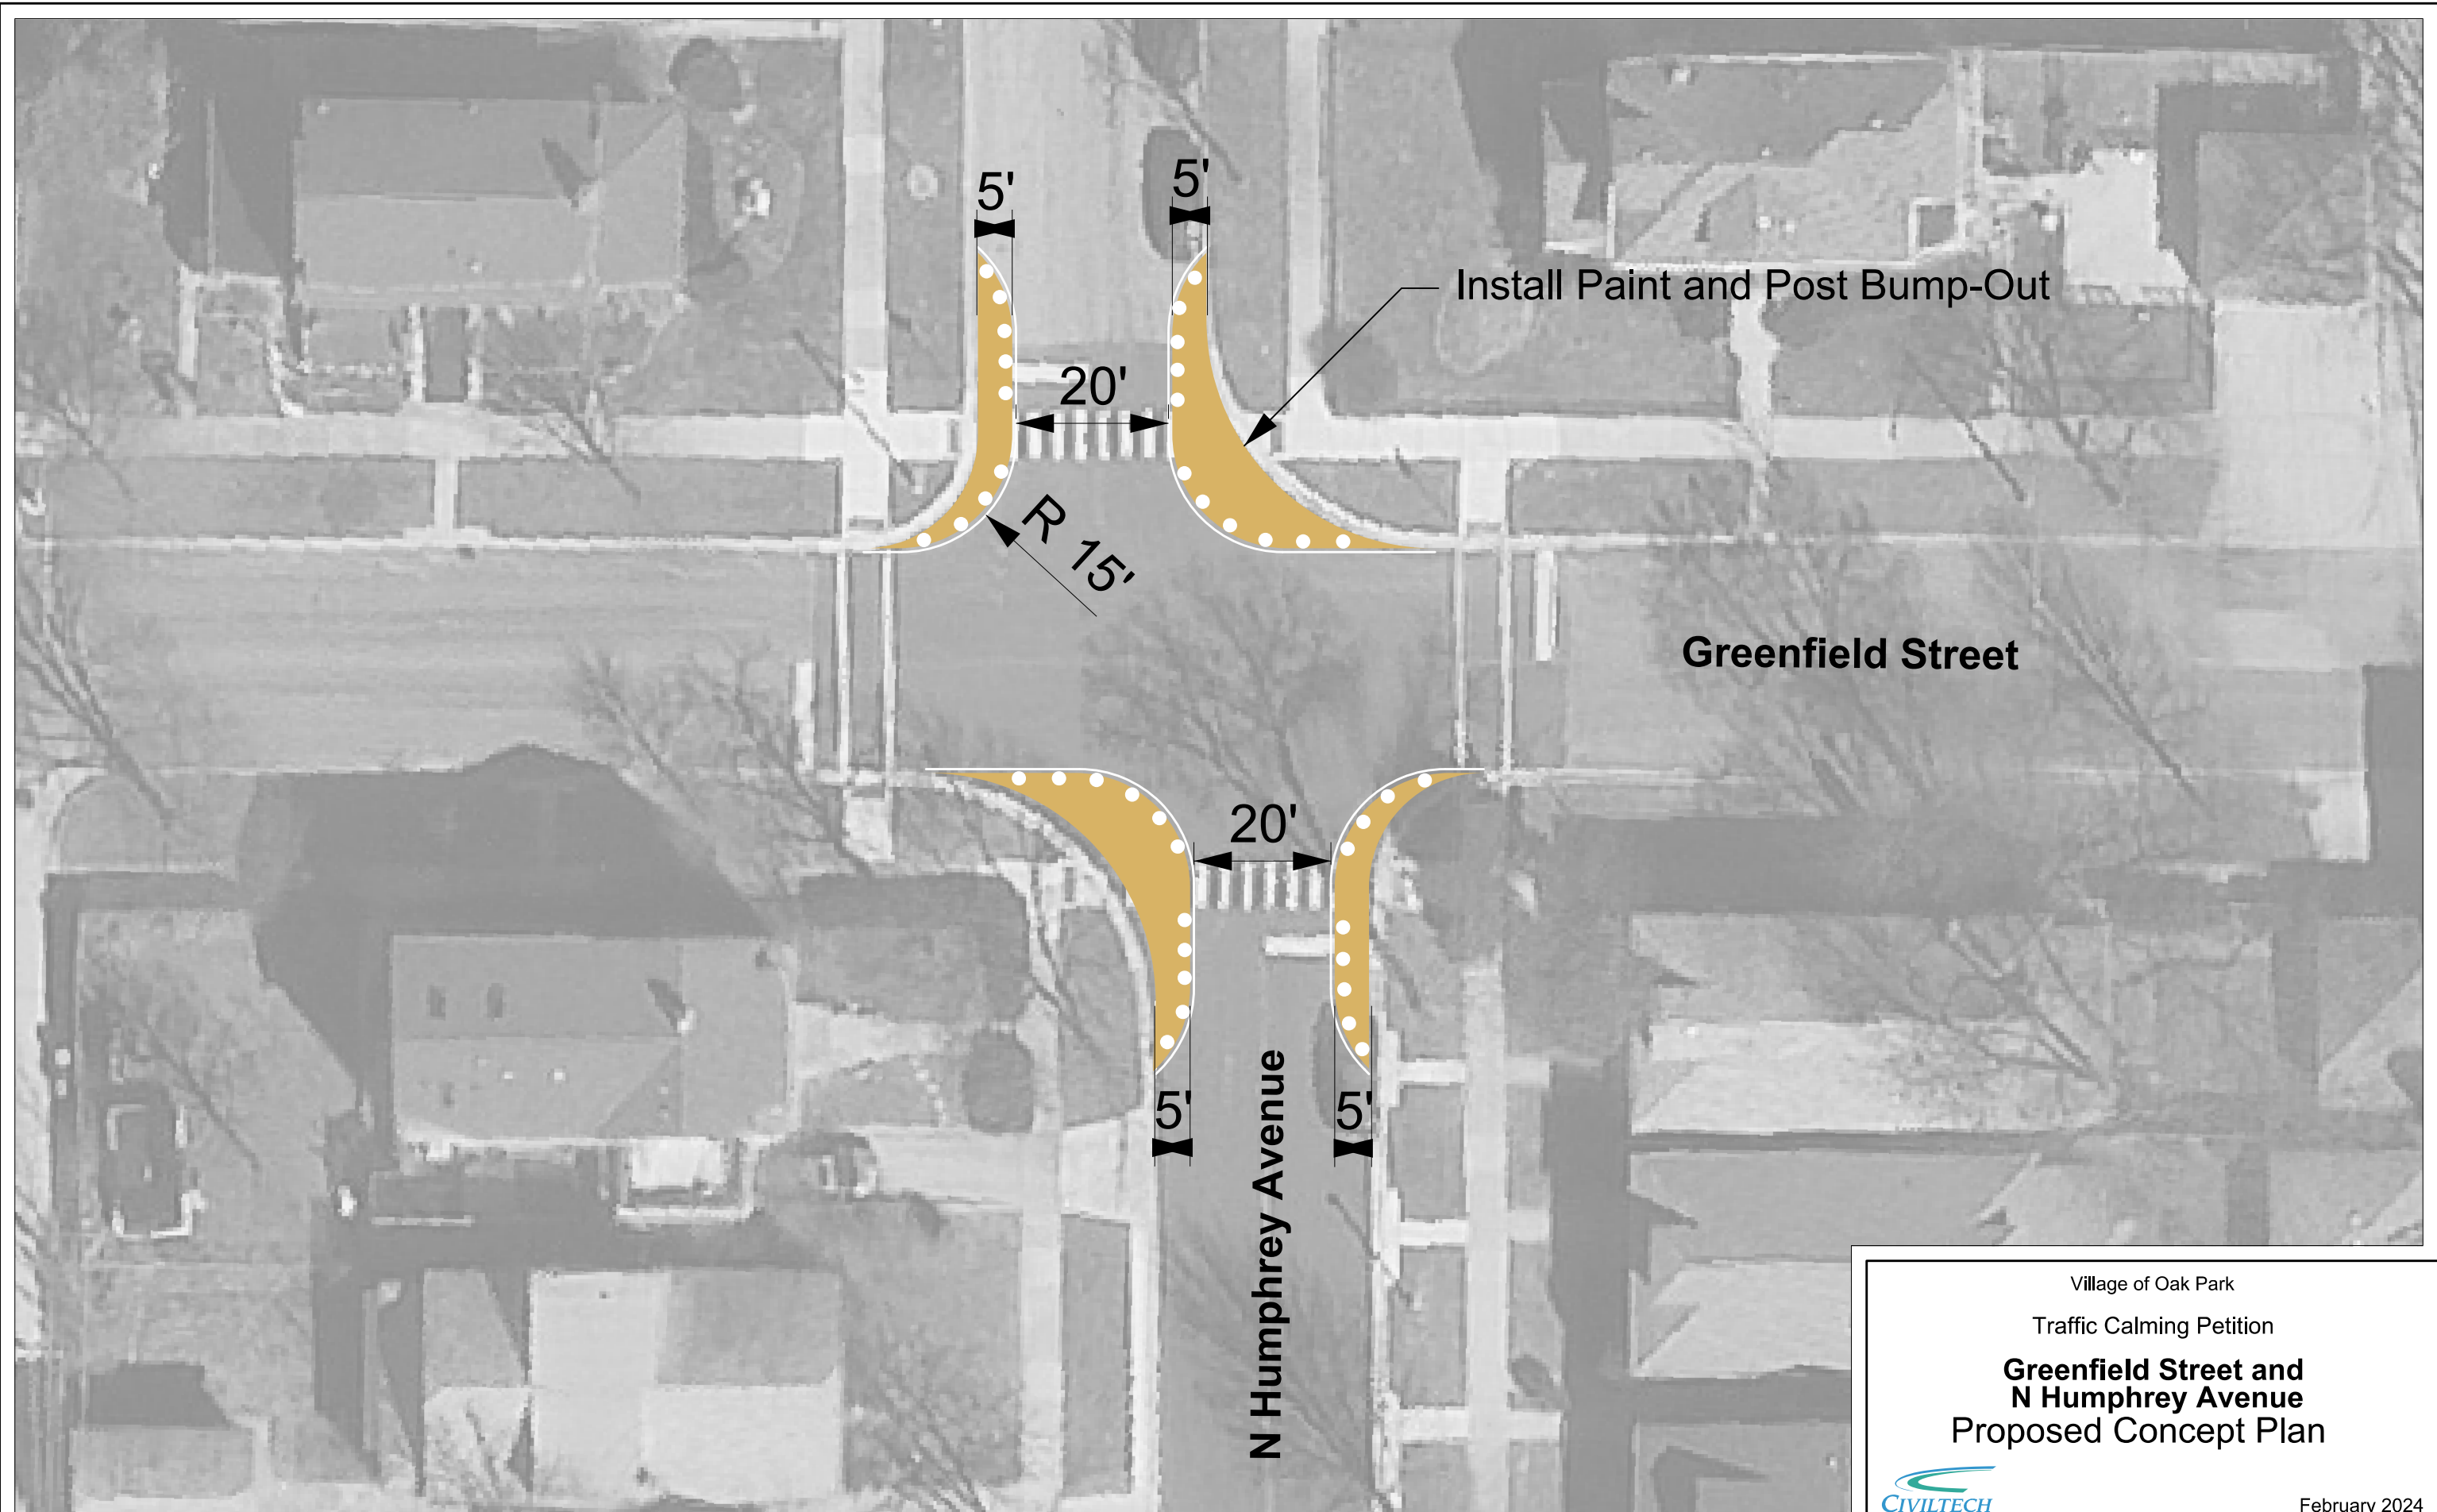 5'
5'
Install Paint and Post Bump-Out
20'
R 15'
Greenfield Street
20'
5'
5'
N Humphrey Avenue
Village of Oak Park
Traffic Calming Petition
Greenfield Street and
N Humphrey Avenue
Proposed Concept Plan
CIVILTECH
February 2024